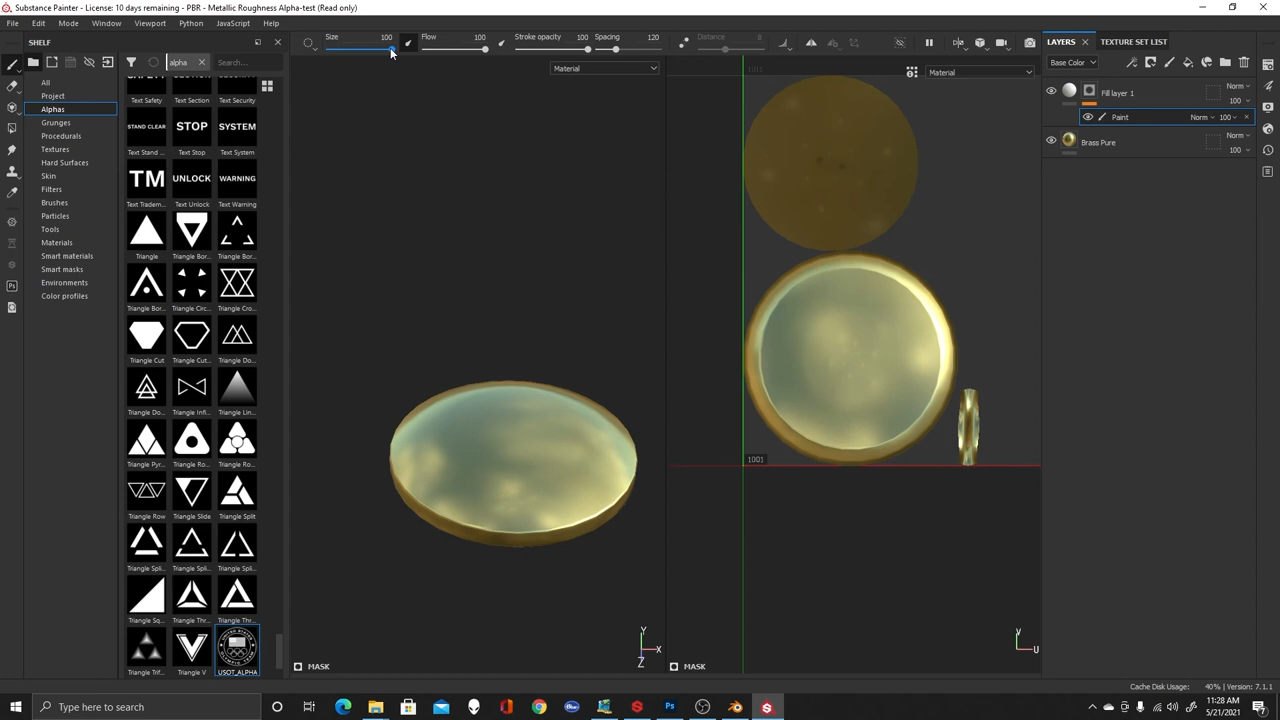 Substance Painter - License: 10 days remaining - PBR - Metallic Roughness Alpha-test (Read only)
File Edit Mode Window Viewport Python JavaScript Help
SHELF
Size 100 Flow 100 Stroke opacity 100 Spacing 120 Distance 8
LAYERS TEXTURE SET LIST
alpha Search...
Material
Material
Base Color
All
Project
Alphas
Grunges
Procedurals
Textures
Hard Surfaces
Skin
Filters
Brushes
Particles
Tools
Materials
Smart materials
Smart masks
Environments
Color profiles
Text Safety Text Section Text Security
STAND CLEAR STOP SYSTEM
Text Stand ... Text Stop Text System
TM UNLOCK WARNING
Text Tradem... Text Unlock Text Warning
Triangle Triangle Bor... Triangle Bor...
Triangle Bor... Triangle Circ... Triangle Cro...
Triangle Cut Triangle Cut... Triangle Do...
Triangle Do... Triangle Infi... Triangle Lin...
Triangle Pyr... Triangle Ro... Triangle Ro...
Triangle Row Triangle Slide Triangle Split
Triangle Spli... Triangle Spli... Triangle Spli...
Triangle Sq... Triangle Thr... Triangle Thr...
Triangle Trif... Triangle V USOT_ALPHA
1001
Y
X
Z
V
U
MASK
MASK
Fill layer 1 Norm 100
Paint Norm 100
Brass Pure Norm 100
Cache Disk Usage: 40% | Version: 7.1.1
Type here to search
Ps
11:28 AM
5/21/2021